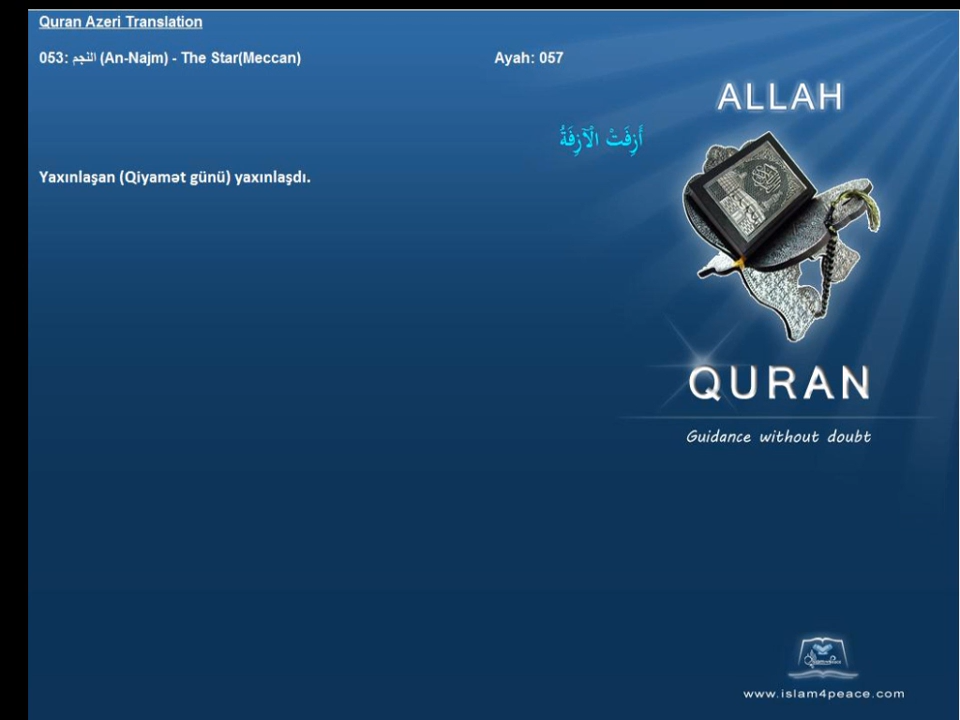 Quran Azeri Translation
053: النجم (An-Najm) - The Star(Meccan) Ayah: 057
ALLAH
أَزِفَتْ الْآزِفَةُ
Yaxınlaşan (Qiyamət günü) yaxınlaşdı.
QURAN
Guidance without doubt
www.islam4peace.com